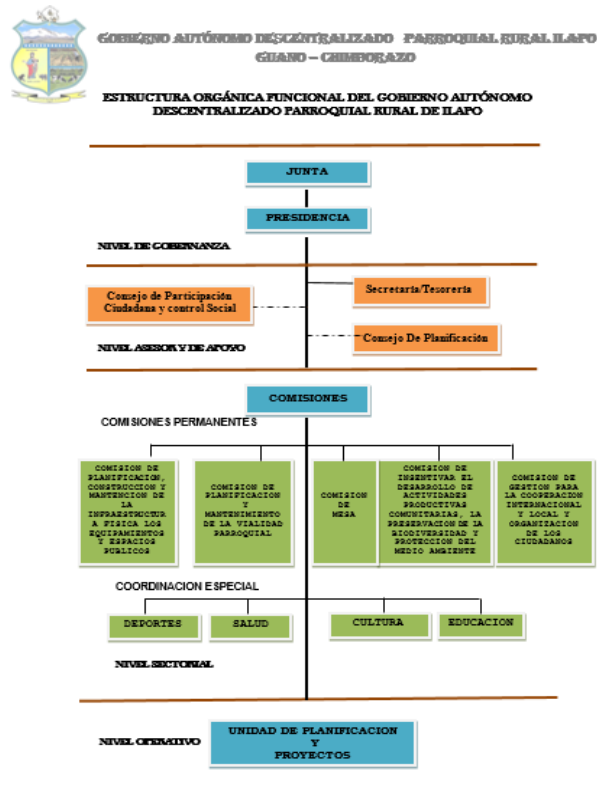 GOBIERNO AUTÓNOMO DESCENTRALIZADO PARROQUIAL RURAL ILAPO
GUANO – CHIMBORAZO
ESTRUCTURA ORGÁNICA FUNCIONAL DEL GOBIERNO AUTÓNOMO
DESCENTRALIZADO PARROQUIAL RURAL DE ILAPO
JUNTA
PRESIDENCIA
NIVEL DE GOBERNANZA
Consejo de Participación
Ciudadana y control Social
Secretaría/Tesorería
Consejo De Planificación
NIVEL ASESOR Y DE APOYO
COMISIONES
COMISIONES PERMANENTES
COMISION DE
PLANIFICACION,
CONSTRUCCION Y
MANTENCION DE
LA
INFRAESTRUCTUR
A FISICA LOS
EQUIPAMIENTOS
Y ESPACIOS
PUBLICOS
COMISION DE
PLANIFICACION
Y
MANTENIMIENTO
DE LA VIALIDAD
PARROQUIAL
COMISION
DE
MESA
COMISION DE
INSENTIVAR EL
DESAROLLO DE
ACTIVIDADES
PRODUCTIVAS
COMUNITARIAS, LA
PRESERVACION DE LA
BIODIVERSIDAD Y
PROTECCION DEL
MEDIO AMBIENTE
COMISION DE
GESTION PARA
LA COOPERACION
INTERNACIONAL
Y LOCAL Y
ORGANIZACION
DE LOS
CIUDADANOS
COORDINACION ESPECIAL
DEPORTES
SALUD
CULTURA
EDUCACION
NIVEL SECTORIAL
NIVEL OPERATIVO
UNIDAD DE PLANIFICACION
Y
PROYECTOS